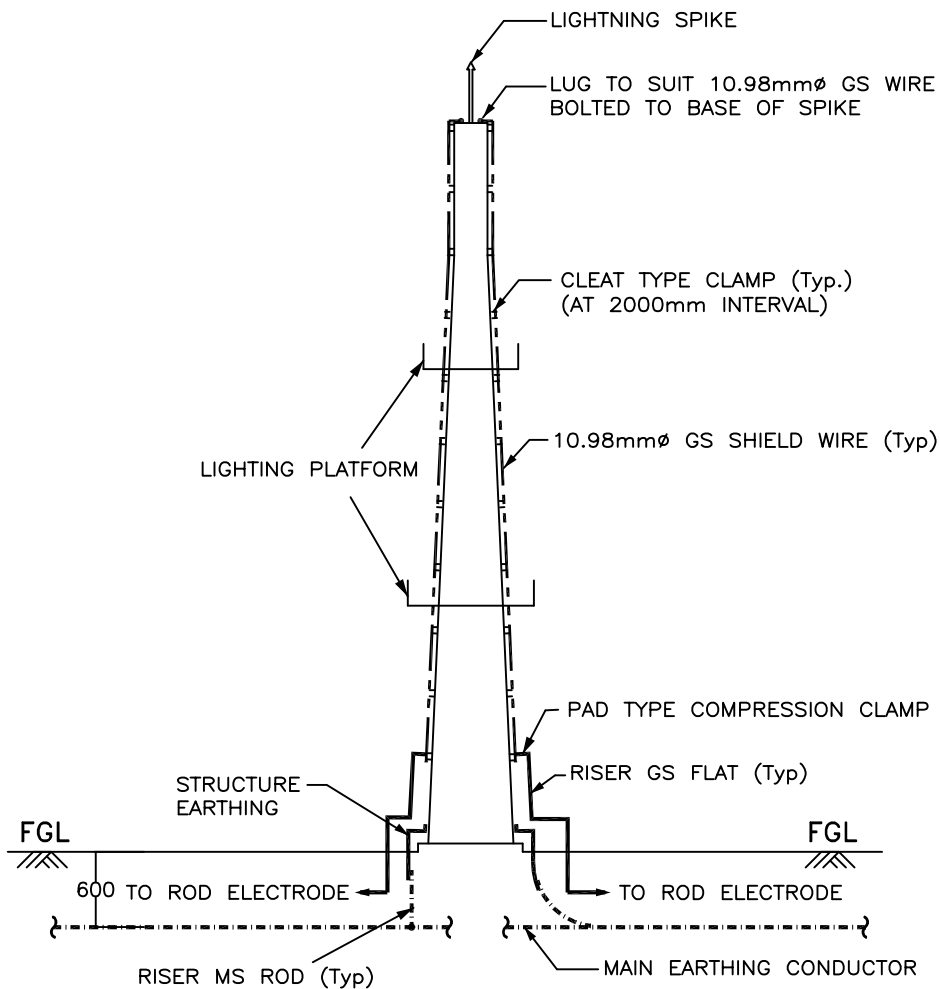 LIGHTNING SPIKE
LUG TO SUIT 10.98mmø GS WIRE
BOLTED TO BASE OF SPIKE
CLEAT TYPE CLAMP (Typ.)
(AT 2000mm INTERVAL)
10.98mmø GS SHIELD WIRE (Typ)
LIGHTING PLATFORM
PAD TYPE COMPRESSION CLAMP
RISER GS FLAT (Typ)
STRUCTURE
EARTHING
FGL
FGL
600
TO ROD ELECTRODE
TO ROD ELECTRODE
RISER MS ROD (Typ)
MAIN EARTHING CONDUCTOR